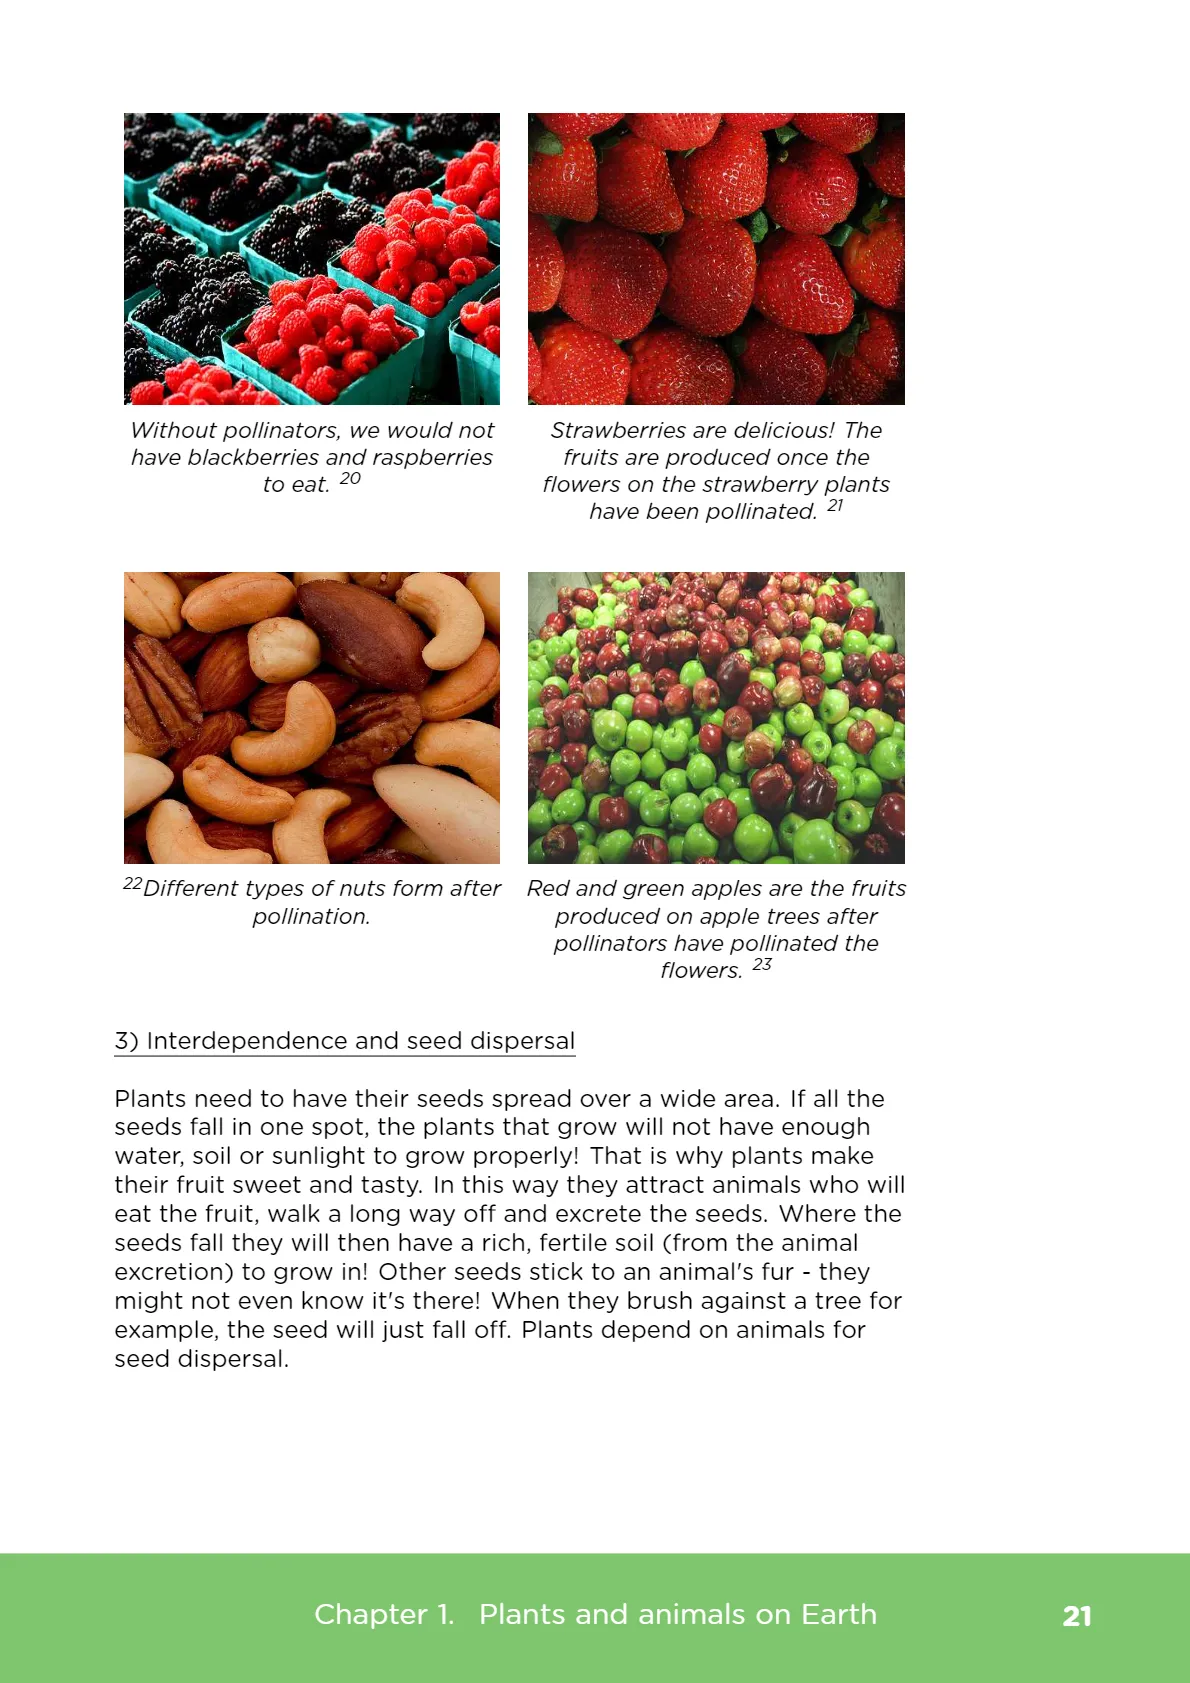 Without pollinators, we would not
have blackberries and raspberries
to eat. 20
Strawberries are delicious! The
fruits are produced once the
flowers on the strawberry plants
have been pollinated. 21
22Different types of nuts form after
pollination.
Red and green apples are the fruits
produced on apple trees after
pollinators have pollinated the
flowers. 23
3) Interdependence and seed dispersal
Plants need to have their seeds spread over a wide area. If all the
seeds fall in one spot, the plants that grow will not have enough
water, soil or sunlight to grow properly! That is why plants make
their fruit sweet and tasty. In this way they attract animals who will
eat the fruit, walk a long way off and excrete the seeds. Where the
seeds fall they will then have a rich, fertile soil (from the animal
excretion) to grow in! Other seeds stick to an animal's fur - they
might not even know it's there! When they brush against a tree for
example, the seed will just fall off. Plants depend on animals for
seed dispersal.
Chapter 1. Plants and animals on Earth 21